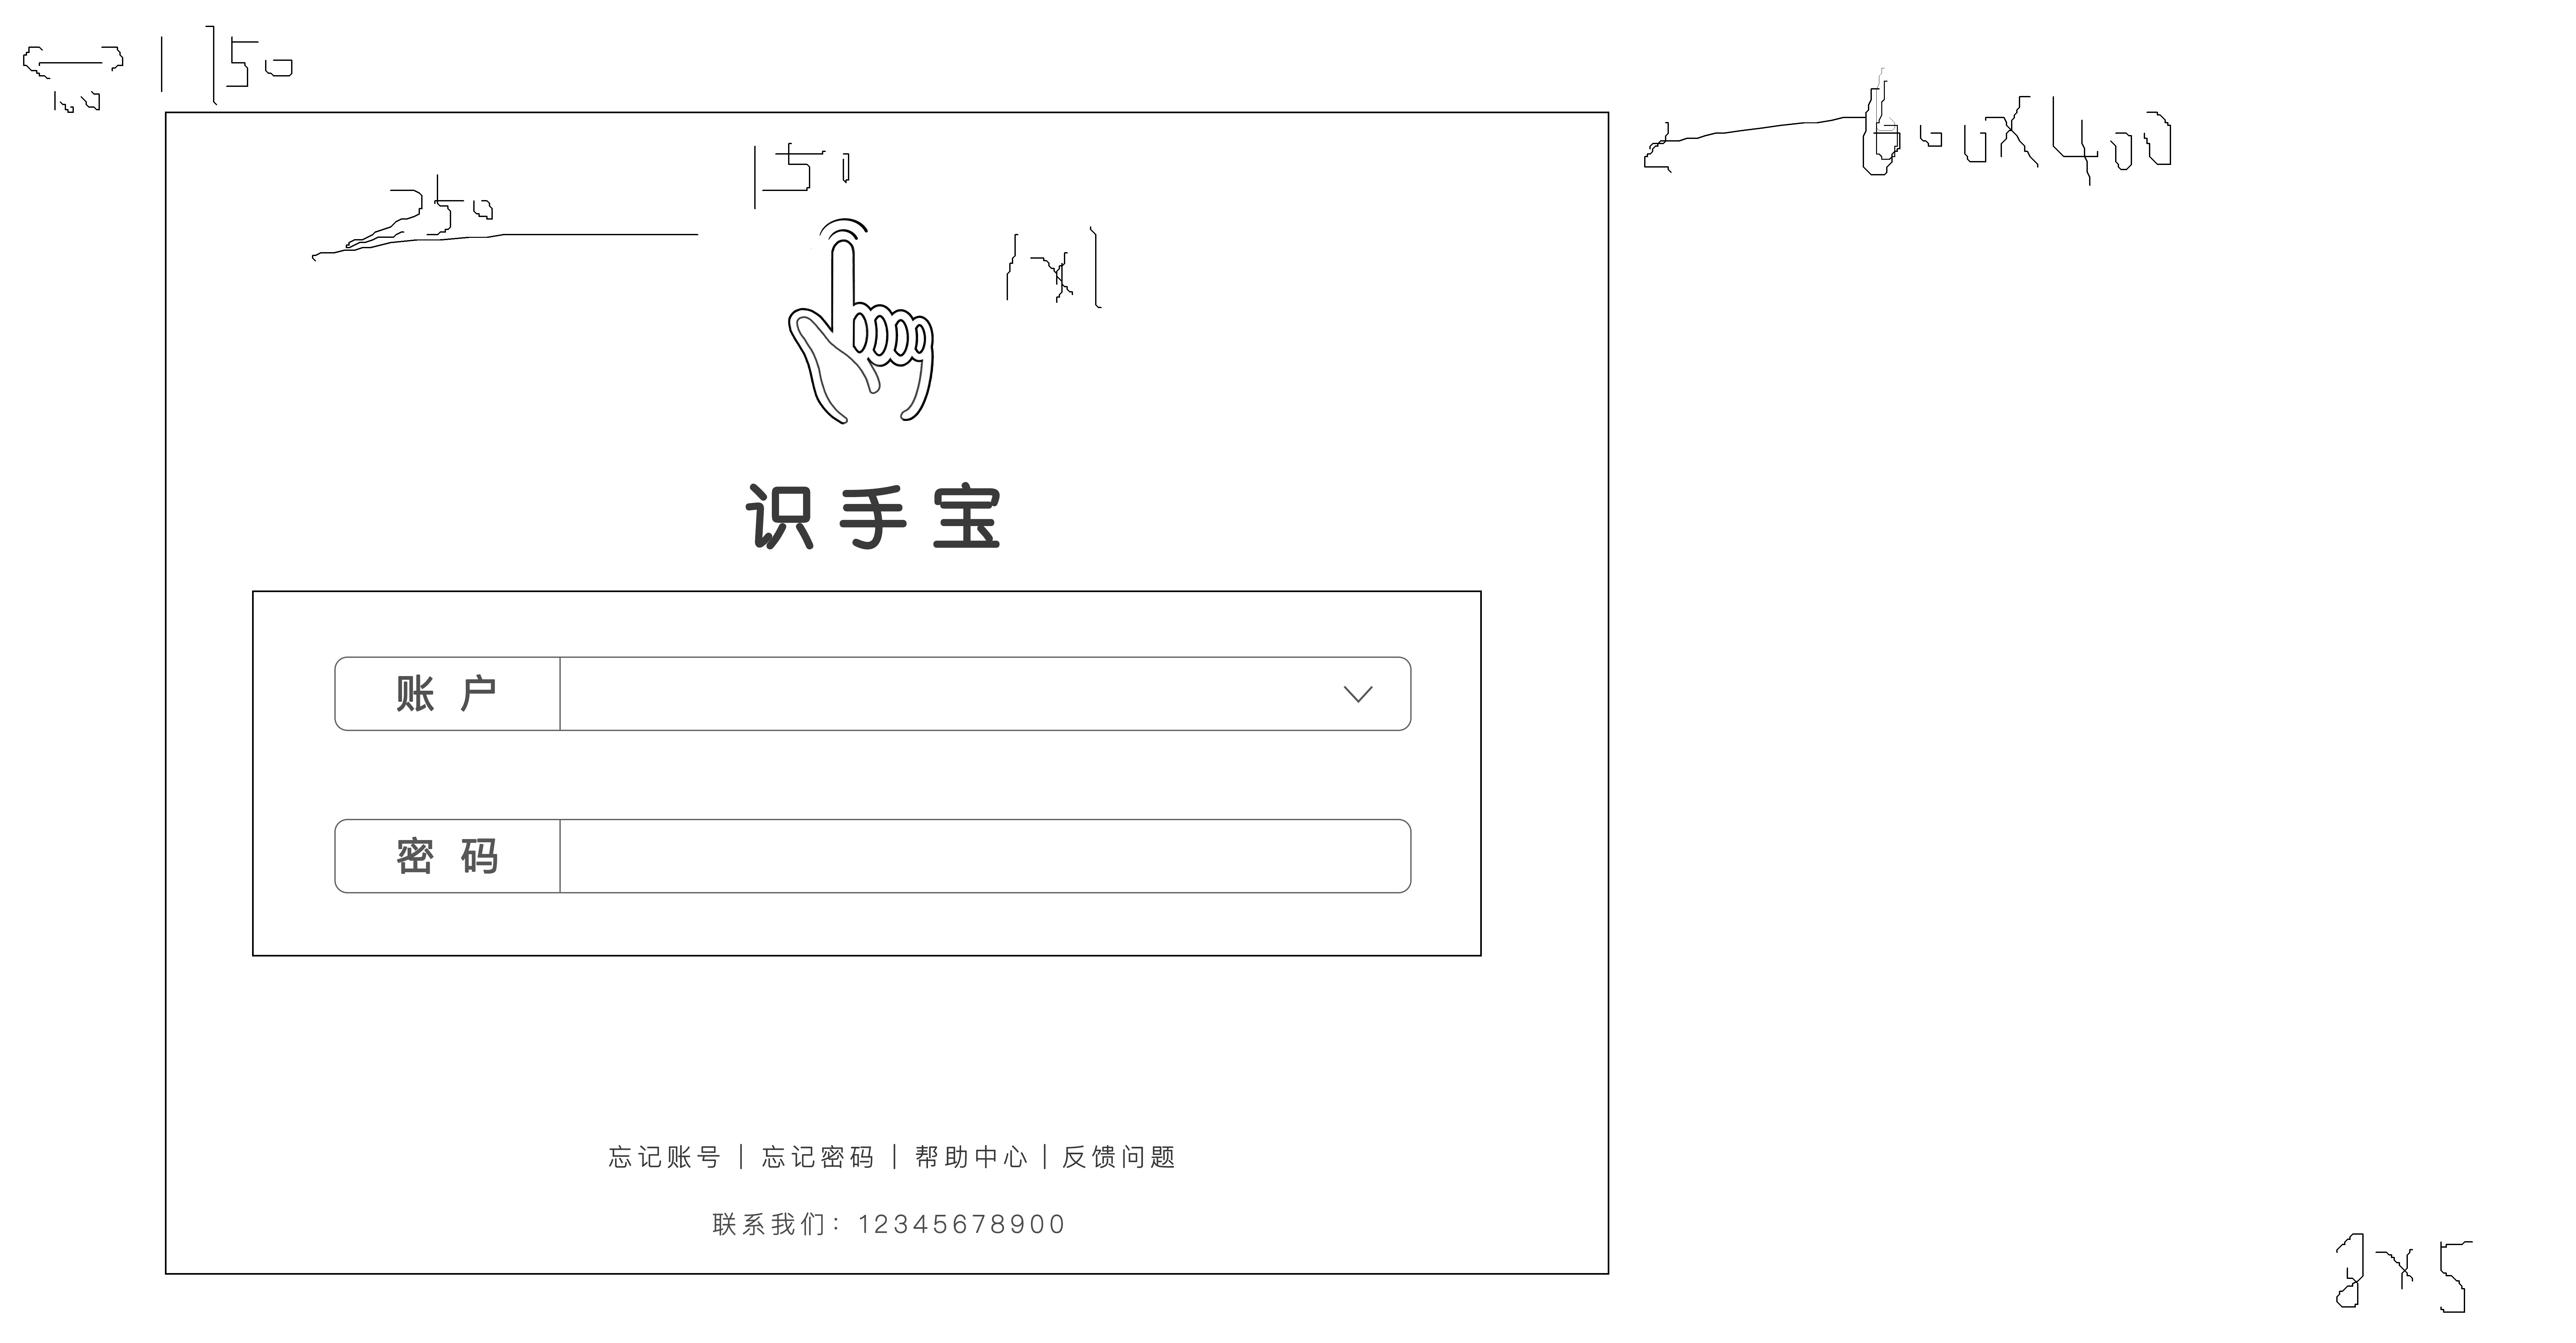 150
150
250
600X400
1x1
识手宝
账 户
密 码
忘记账号 | 忘记密码 | 帮助中心 | 反馈问题
联系我们：12345678900